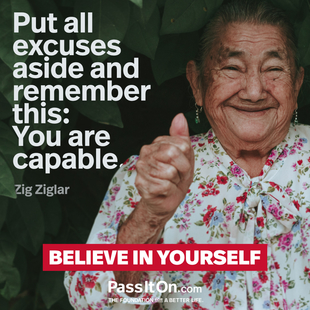 Put all
excuses
aside and
remember
this:
You are
capable.
Zig Ziglar
BELIEVE IN YOURSELF
PassItOn.com
THE FOUNDATION FOR A BETTER LIFE.